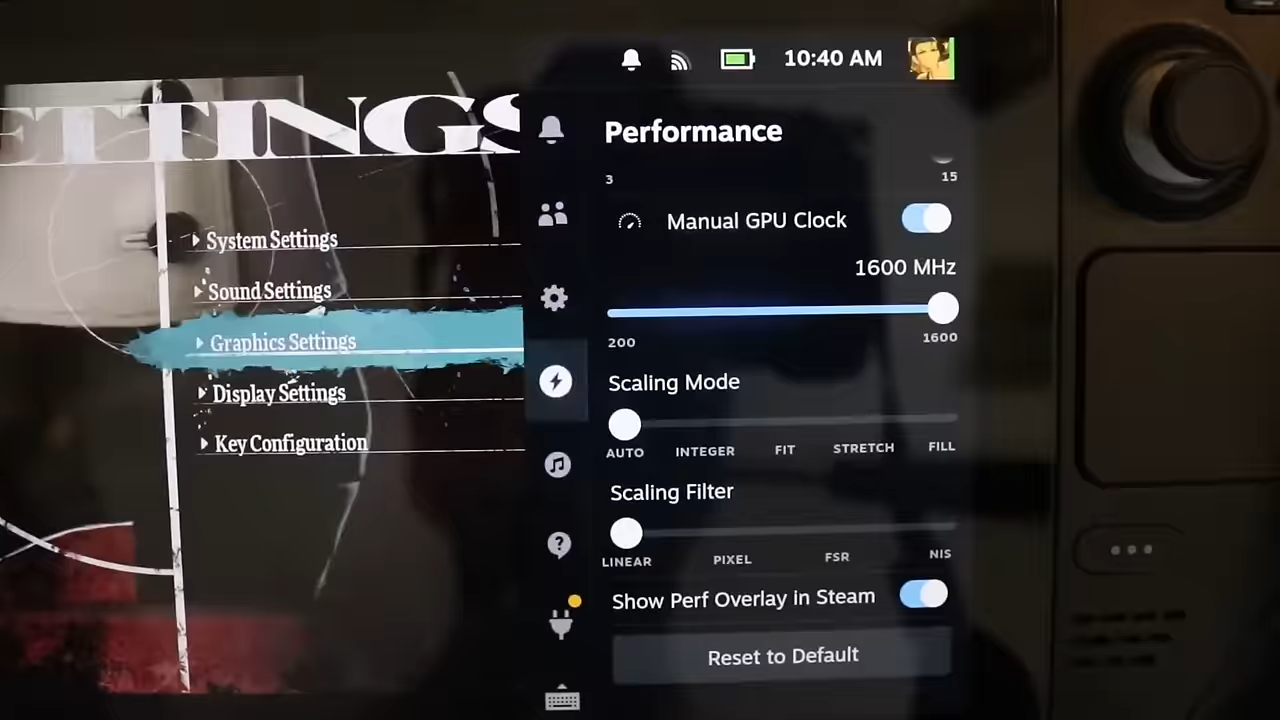 10:40 AM
ETTINGS
System Settings
Sound Settings
Graphics Settings
Display Settings
Key Configuration
Performance
3 15
Manual GPU Clock
1600 MHz
200 1600
Scaling Mode
AUTO INTEGER FIT STRETCH FILL
Scaling Filter
LINEAR PIXEL FSR NIS
Show Perf Overlay in Steam
Reset to Default